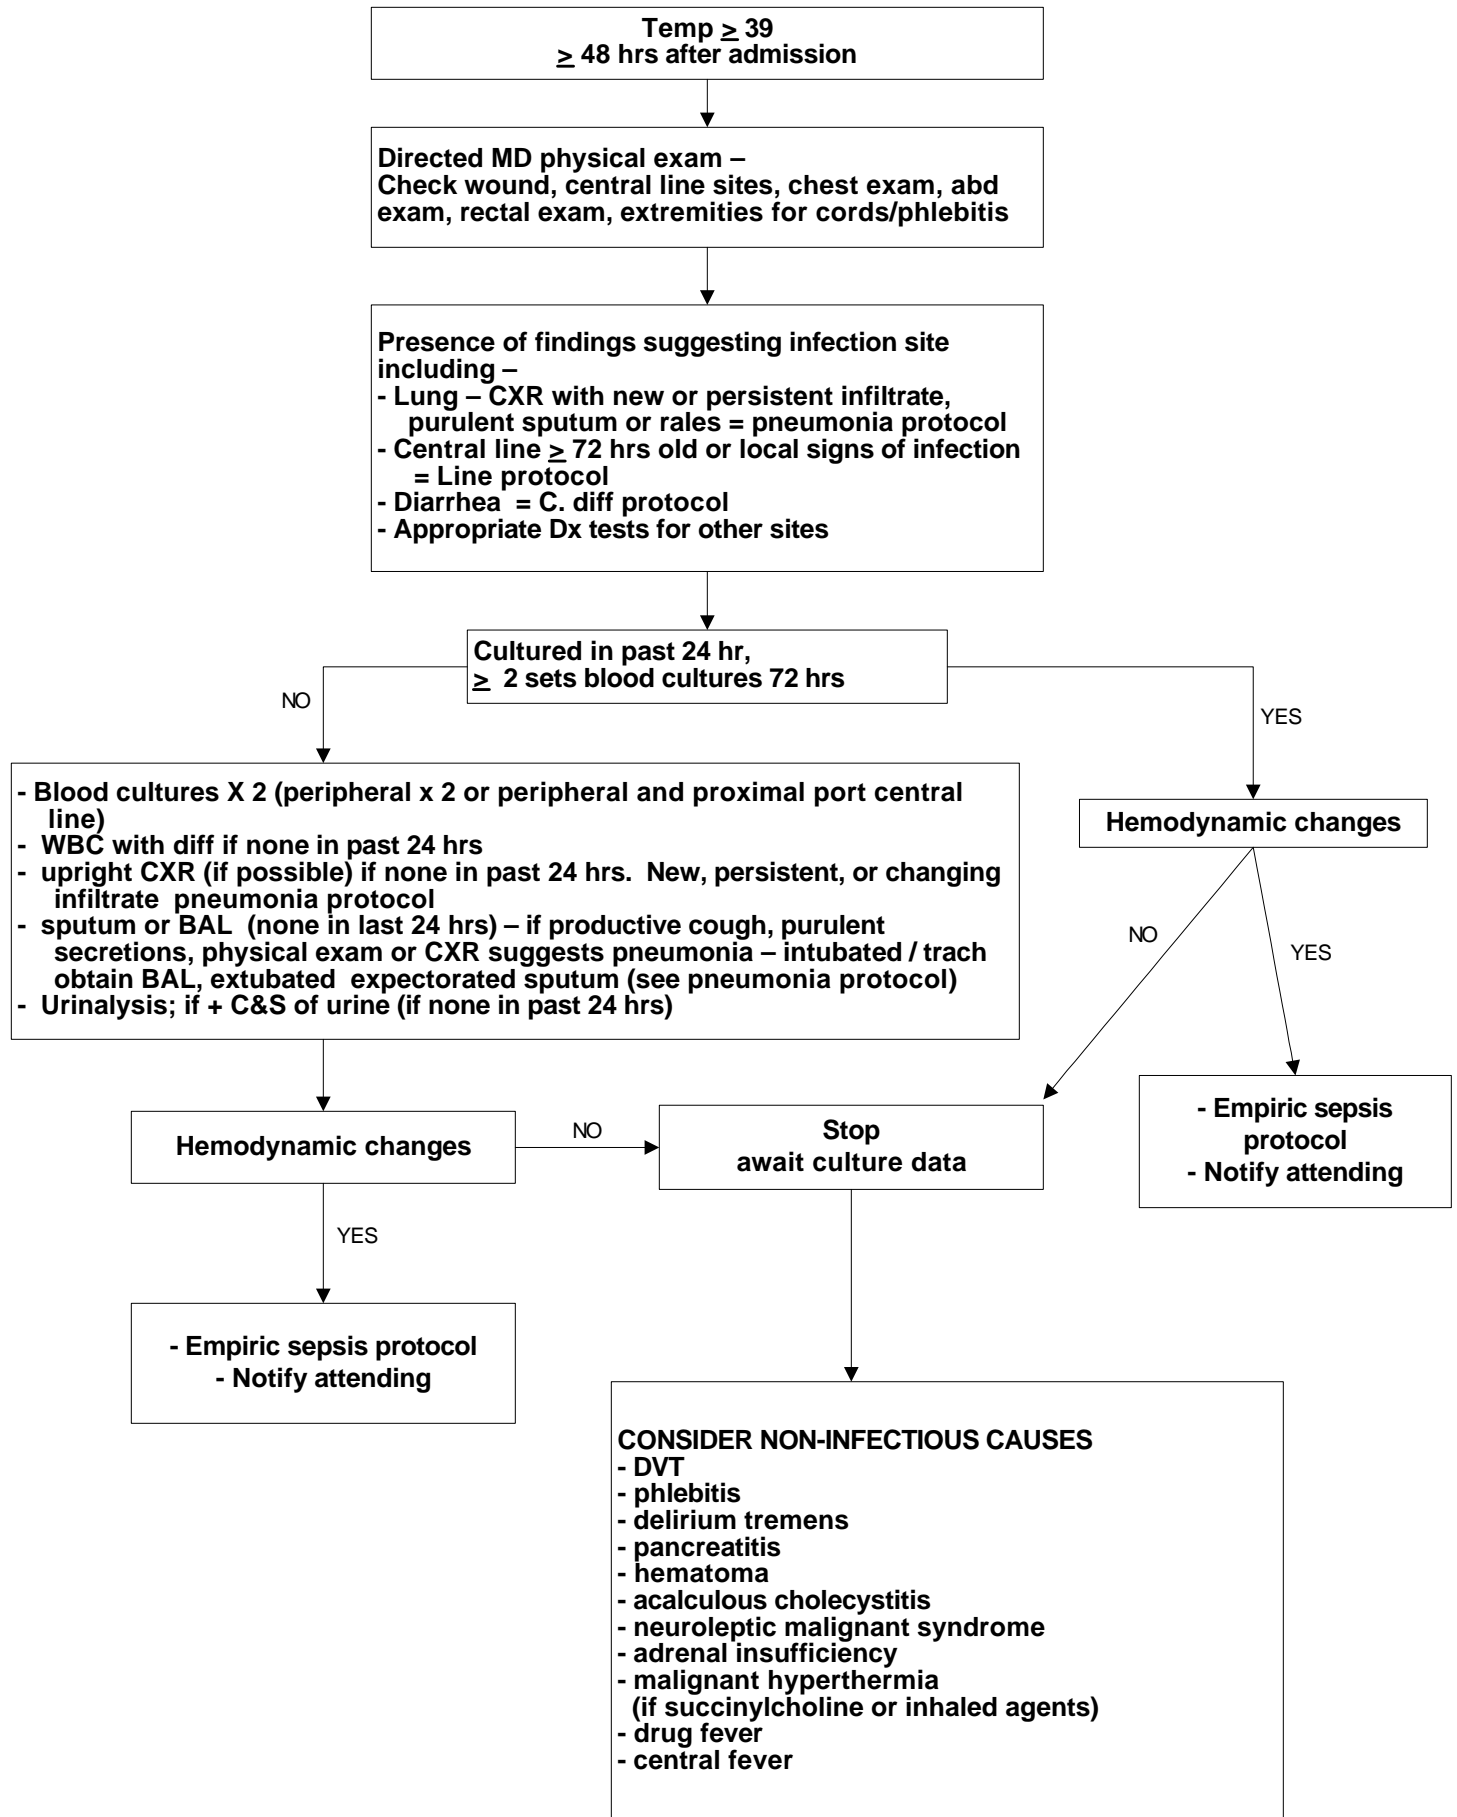 Temp ≥ 39
≥ 48 hrs after admission
Directed MD physical exam –
Check wound, central line sites, chest exam, abd
exam, rectal exam, extremities for cords/phlebitis
Presence of findings suggesting infection site
including –
- Lung – CXR with new or persistent infiltrate,
purulent sputum or rales = pneumonia protocol
- Central line ≥ 72 hrs old or local signs of infection
= Line protocol
- Diarrhea = C. diff protocol
- Appropriate Dx tests for other sites
Cultured in past 24 hr,
≥ 2 sets blood cultures 72 hrs
NO
YES
- Blood cultures X 2 (peripheral x 2 or peripheral and proximal port central
line)
- WBC with diff if none in past 24 hrs
- upright CXR (if possible) if none in past 24 hrs. New, persistent, or changing
infiltrate pneumonia protocol
- sputum or BAL (none in last 24 hrs) – if productive cough, purulent
secretions, physical exam or CXR suggests pneumonia – intubated / trach
obtain BAL, extubated expectorated sputum (see pneumonia protocol)
- Urinalysis; if + C&S of urine (if none in past 24 hrs)
Hemodynamic changes
NO
YES
Hemodynamic changes
NO
Stop
await culture data
- Empiric sepsis
protocol
- Notify attending
YES
- Empiric sepsis protocol
- Notify attending
CONSIDER NON-INFECTIOUS CAUSES
- DVT
- phlebitis
- delirium tremens
- pancreatitis
- hematoma
- acalculous cholecystitis
- neuroleptic malignant syndrome
- adrenal insufficiency
- malignant hyperthermia
(if succinylcholine or inhaled agents)
- drug fever
- central fever